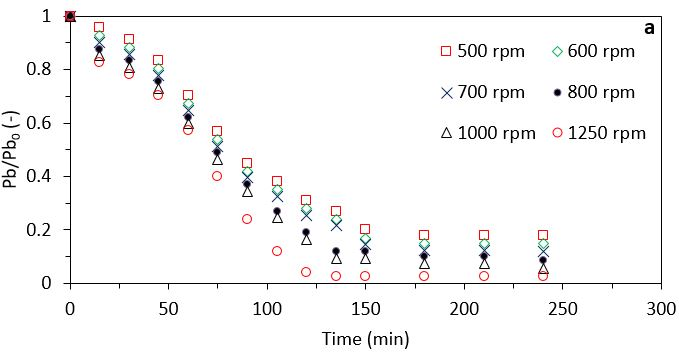 a
1
0.8
0.6
0.4
0.2
0
Pb/Pb₀ (-)
500 rpm 600 rpm
700 rpm 800 rpm
1000 rpm 1250 rpm
0 50 100 150 200 250 300
Time (min)